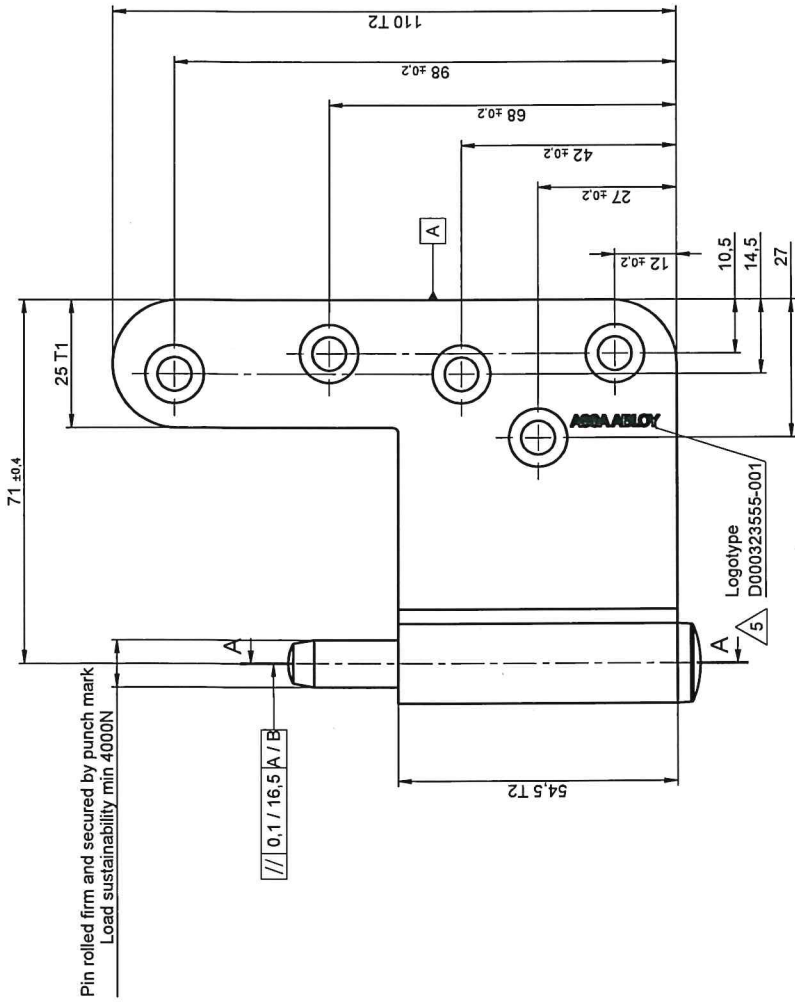 110 T2
98 ±0,2
68 ±0,2
42 ±0,2
27 ±0,2
12 ±0,2
10,5
14,5
27
A
25 T1
71 ±0,4
Pin rolled firm and secured by punch mark
Load sustainability min 4000N
A
// 0,1 / 16,5 A / B
54,5 T2
ASSA ABLOY
Logotype
D000323555-001
5
A